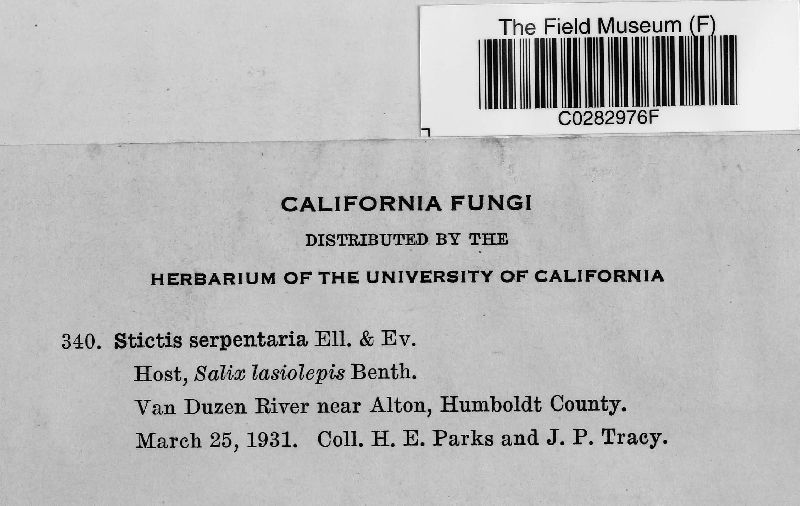 The Field Museum (F)
C0282976F
CALIFORNIA FUNGI
DISTRIBUTED BY THE
HERBARIUM OF THE UNIVERSITY OF CALIFORNIA
340. Stictis serpentaria Ell. & Ev.
Host, Salix lasiolepis Benth.
Van Duzen River near Alton, Humboldt County.
March 25, 1931. Coll. H. E. Parks and J. P. Tracy.